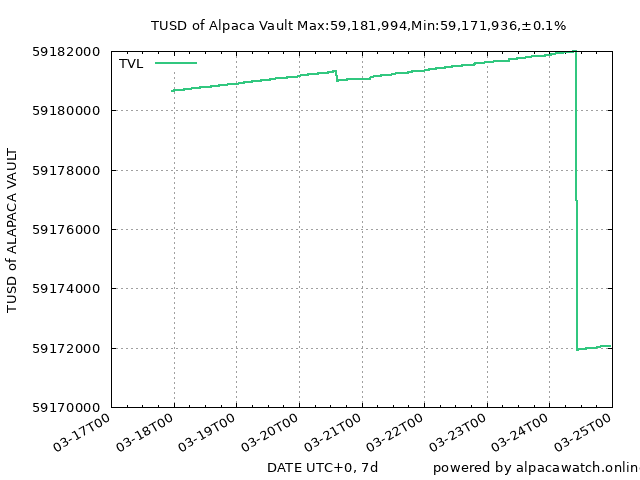 TUSD of Alpaca Vault Max:59,181,994,Min:59,171,936,±0.1%
TVL
59182000
59180000
59178000
59176000
59174000
59172000
59170000
TUSD of ALAPACA VAULT
03-17T00
03-18T00
03-19T00
03-20T00
03-21T00
03-22T00
03-23T00
03-24T00
03-25T00
DATE UTC+0, 7d
powered by alpacawatch.onlin